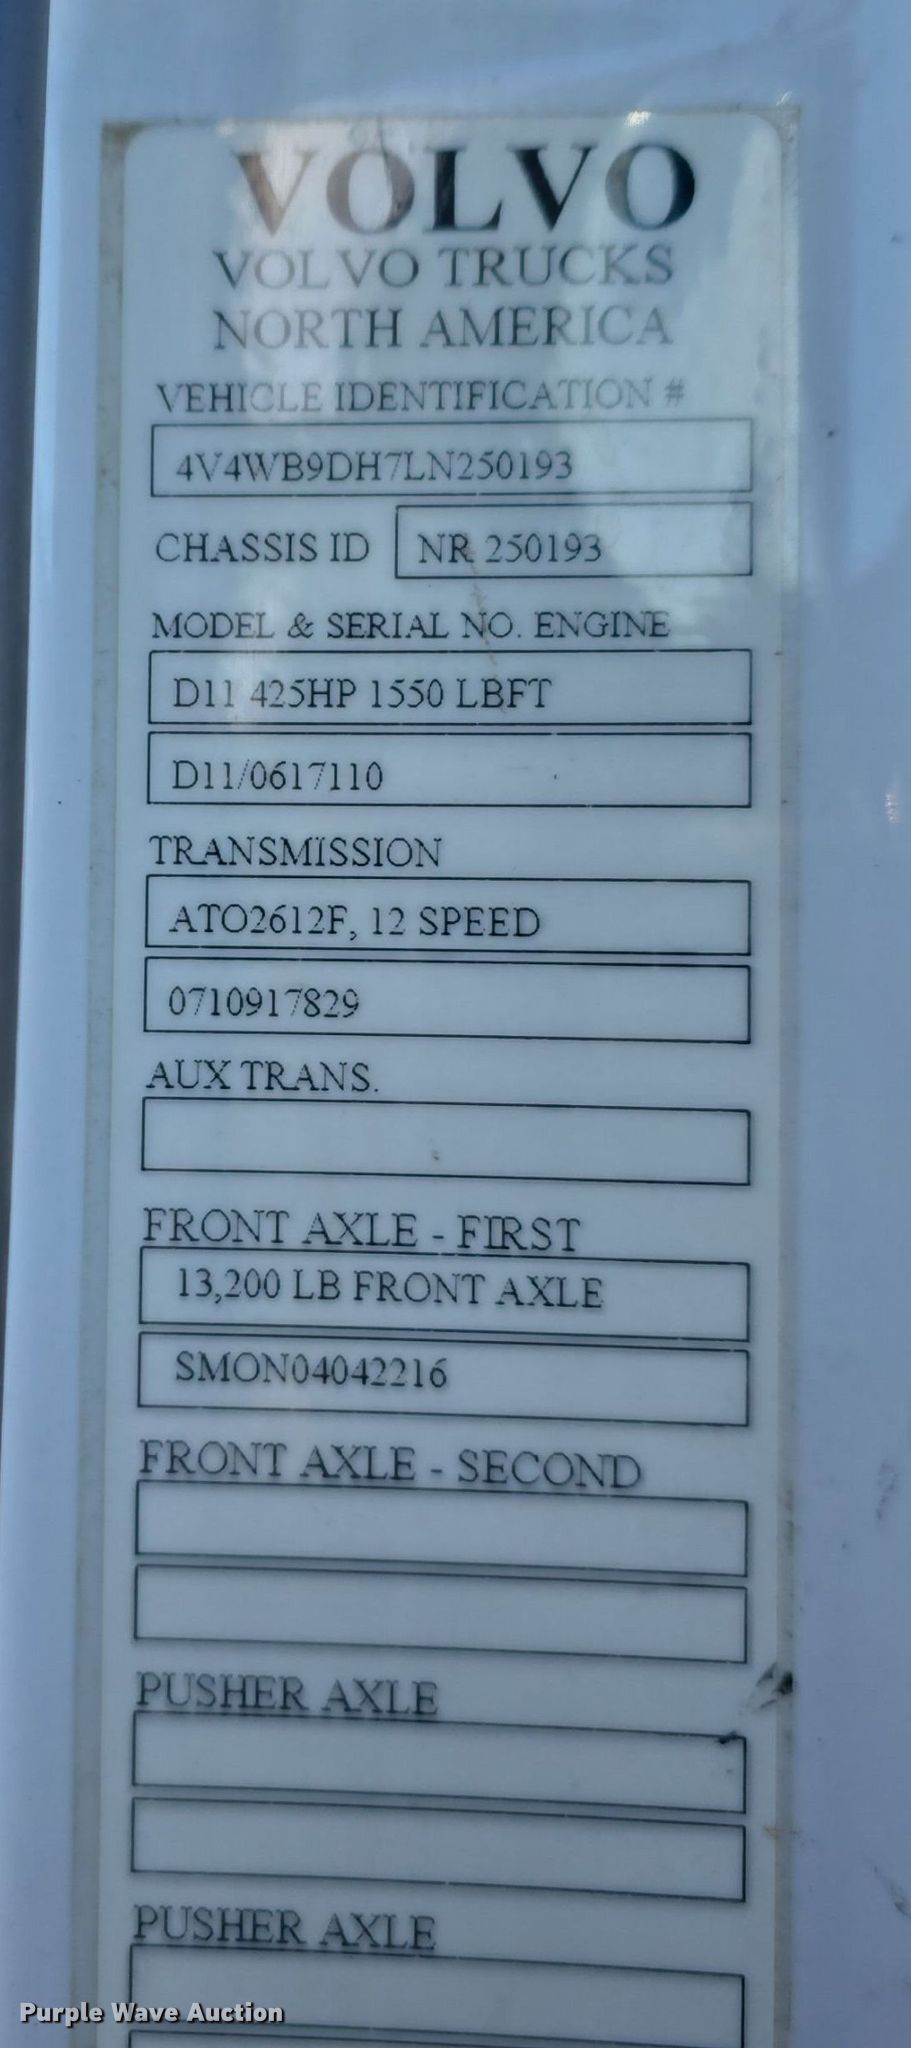 VOLVO
VOLVO TRUCKS
NORTH AMERICA
VEHICLE IDENTIFICATION #
4V4WB9DH7LN250193
CHASSIS ID NR 250193
MODEL & SERIAL NO. ENGINE
D11 425HP 1550 LBFT
D11/0617110
TRANSMISSION
ATO2612F, 12 SPEED
0710917829
AUX TRANS.
FRONT AXLE - FIRST
13,200 LB FRONT AXLE
SMON04042216
FRONT AXLE - SECOND
PUSHER AXLE
PUSHER AXLE
Purple Wave Auction